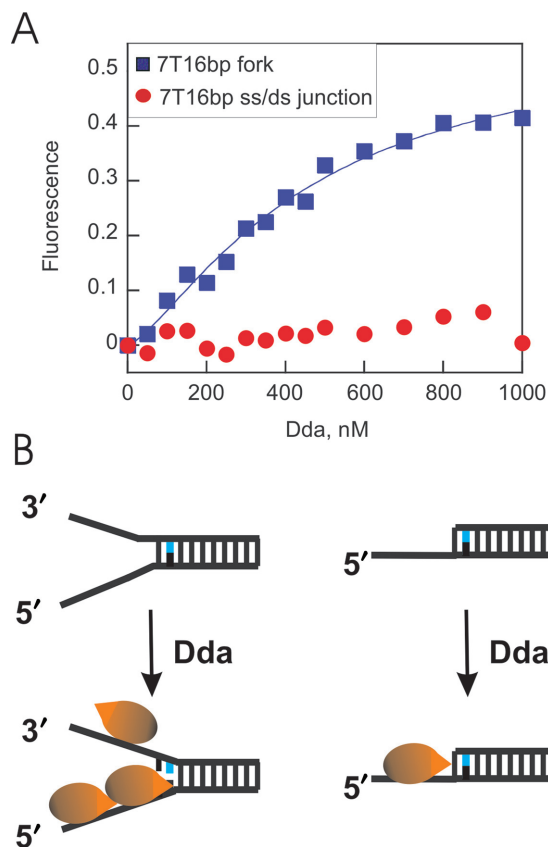 A
7T16bp fork
7T16bp ss/ds junction
Fluorescence
0.5
0.4
0.3
0.2
0.1
0
0 200 400 600 800 1000
Dda, nM
B
3′
5′ 5′
Dda Dda
3′
5′ 5′